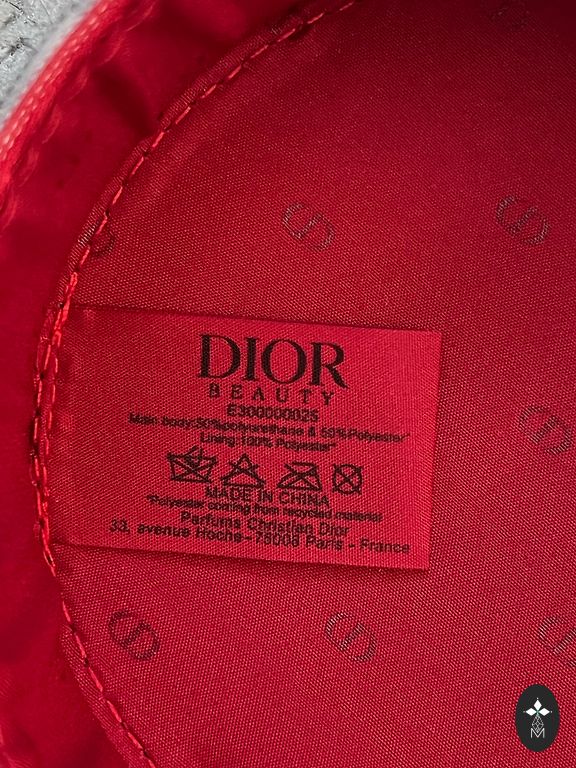 DIOR
BEAUTY
E300000025
Main body:50%polyurethane & 50%Polyester*
Lining:100% Polyester*
MADE IN CHINA
*Polyester coming from recycled material
Parfums Christian Dior
33, avenue Hoche-75008 Paris - France
M